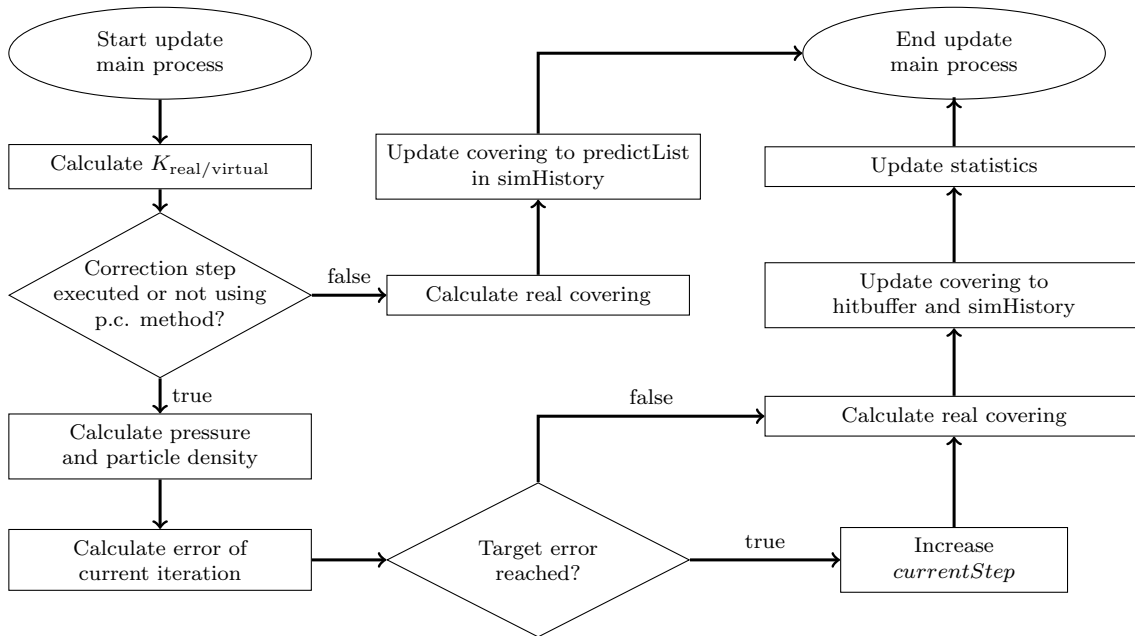 Start update
main process
End update
main process
Calculate K_real/virtual
Update covering to predictList
in simHistory
Update statistics
Correction step
executed or not using
p.c. method?
false
Calculate real covering
Update covering to
hitbuffer and simHistory
true
Calculate pressure
and particle density
false
Calculate real covering
Calculate error of
current iteration
Target error
reached?
true
Increase
currentStep